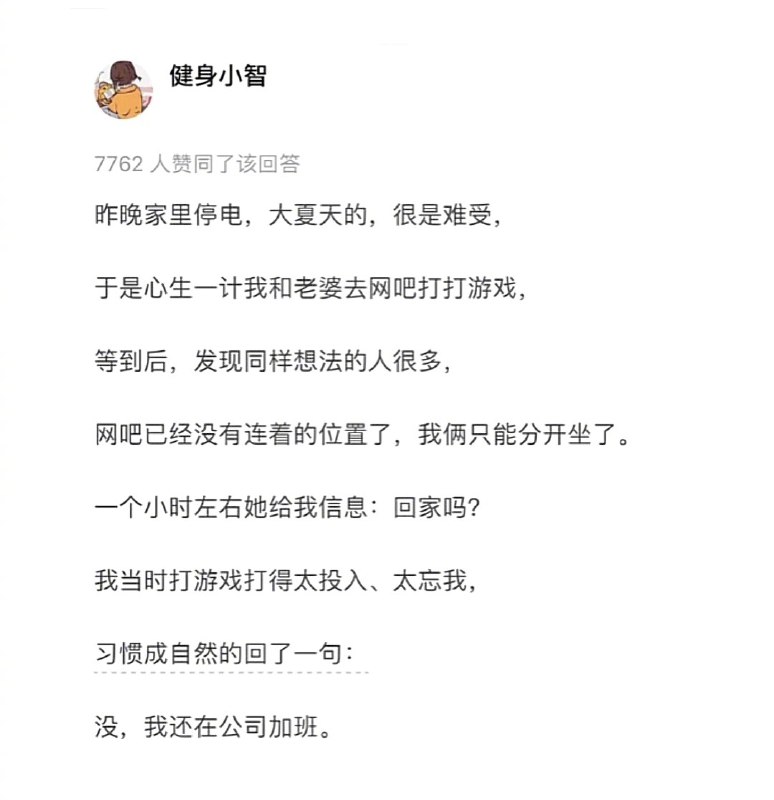 健身小智
7762 人赞同了该回答
昨晚家里停电，大夏天的，很是难受，
于是心生一计我和老婆去网吧打打游戏，
等到后，发现同样想法的人很多，
网吧已经没有连着的位置了，我俩只能分开坐了。
一个小时左右她给我信息：回家吗？
我当时打游戏打得太投入、太忘我，
习惯成自然的回了一句：
没，我还在公司加班。